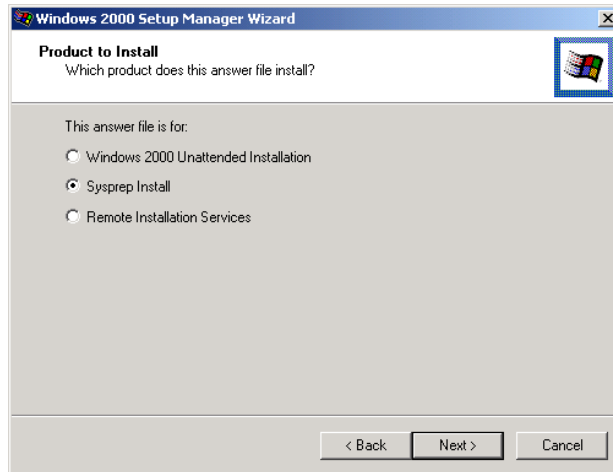 Windows 2000 Setup Manager Wizard
Product to Install
Which product does this answer file install?
This answer file is for:
Windows 2000 Unattended Installation
Sysprep Install
Remote Installation Services
< Back
Next >
Cancel